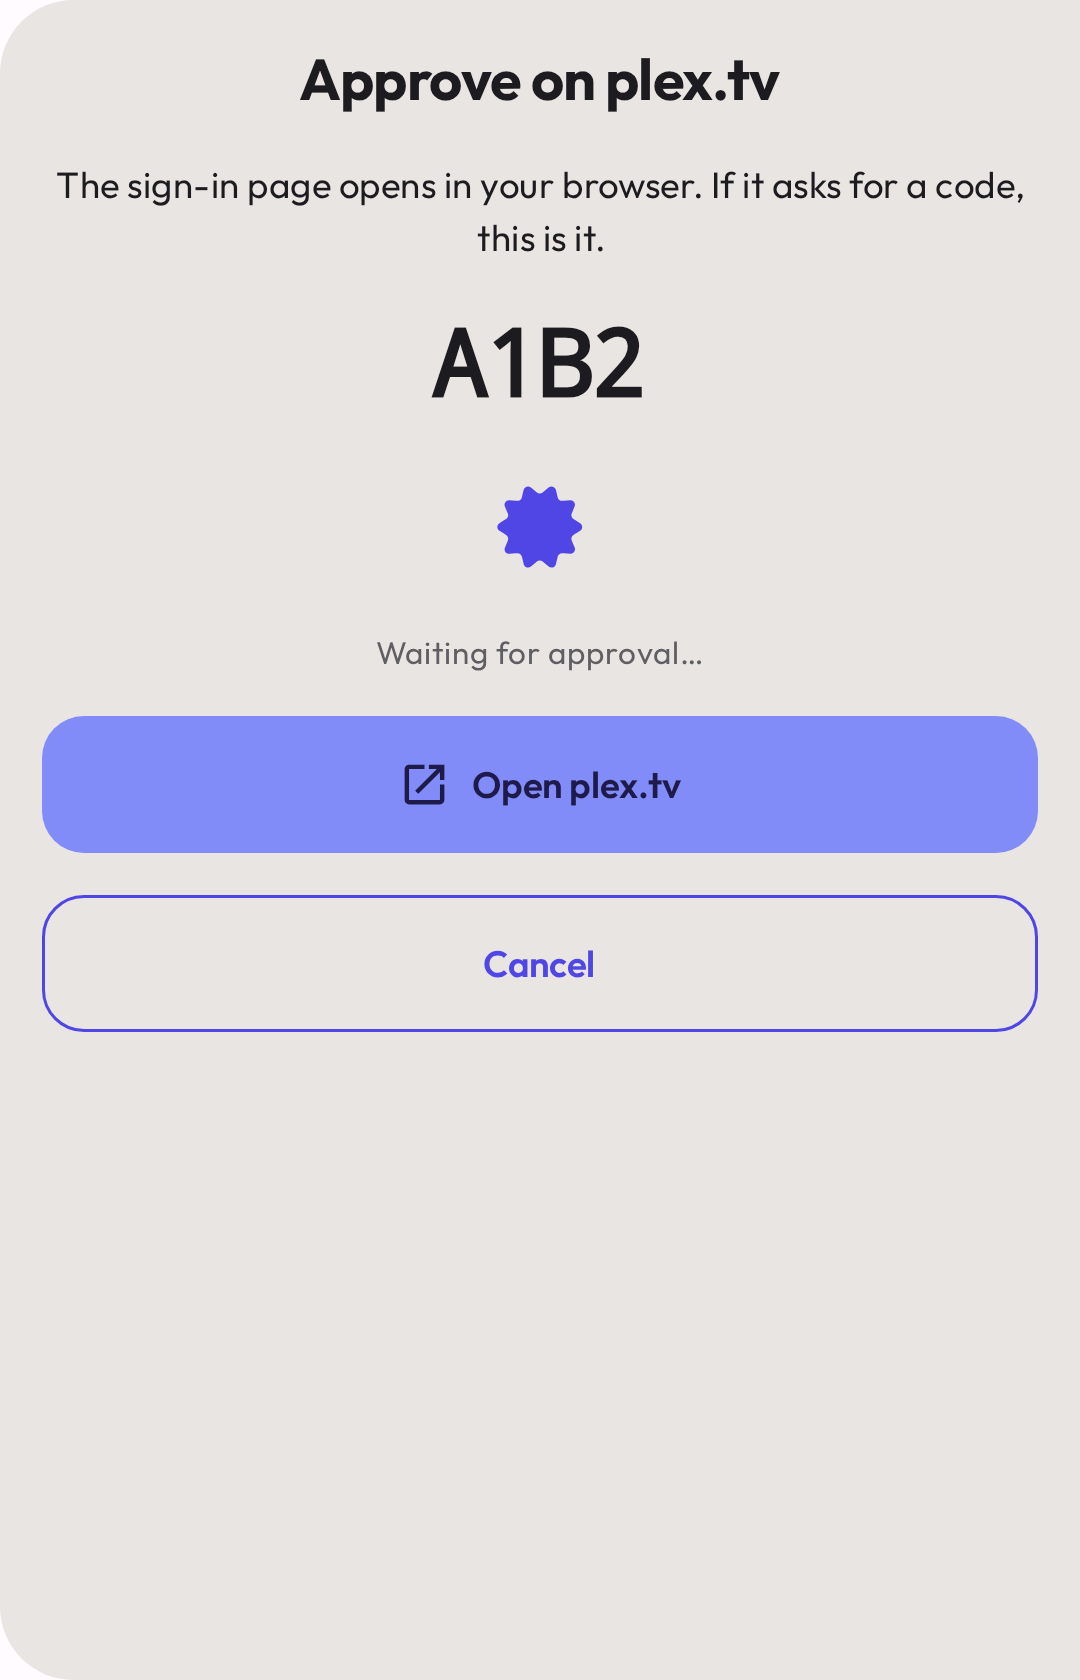 Approve on plex.tv
The sign-in page opens in your browser. If it asks for a code,
this is it.
A1B2
Waiting for approval…
Open plex.tv
Cancel